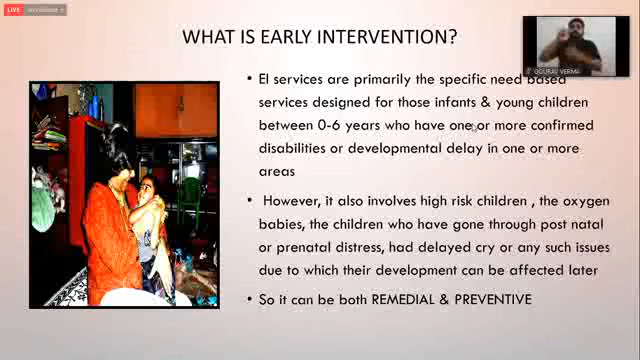 LIVE
WHAT IS EARLY INTERVENTION?
GOURAV VERMA
• EI services are primarily the specific need based
services designed for those infants & young children
between 0-6 years who have one or more confirmed
disabilities or developmental delay in one or more
areas
• However, it also involves high risk children , the oxygen
babies, the children who have gone through post natal
or prenatal distress, had delayed cry or any such issues
due to which their development can be affected later
• So it can be both REMEDIAL & PREVENTIVE